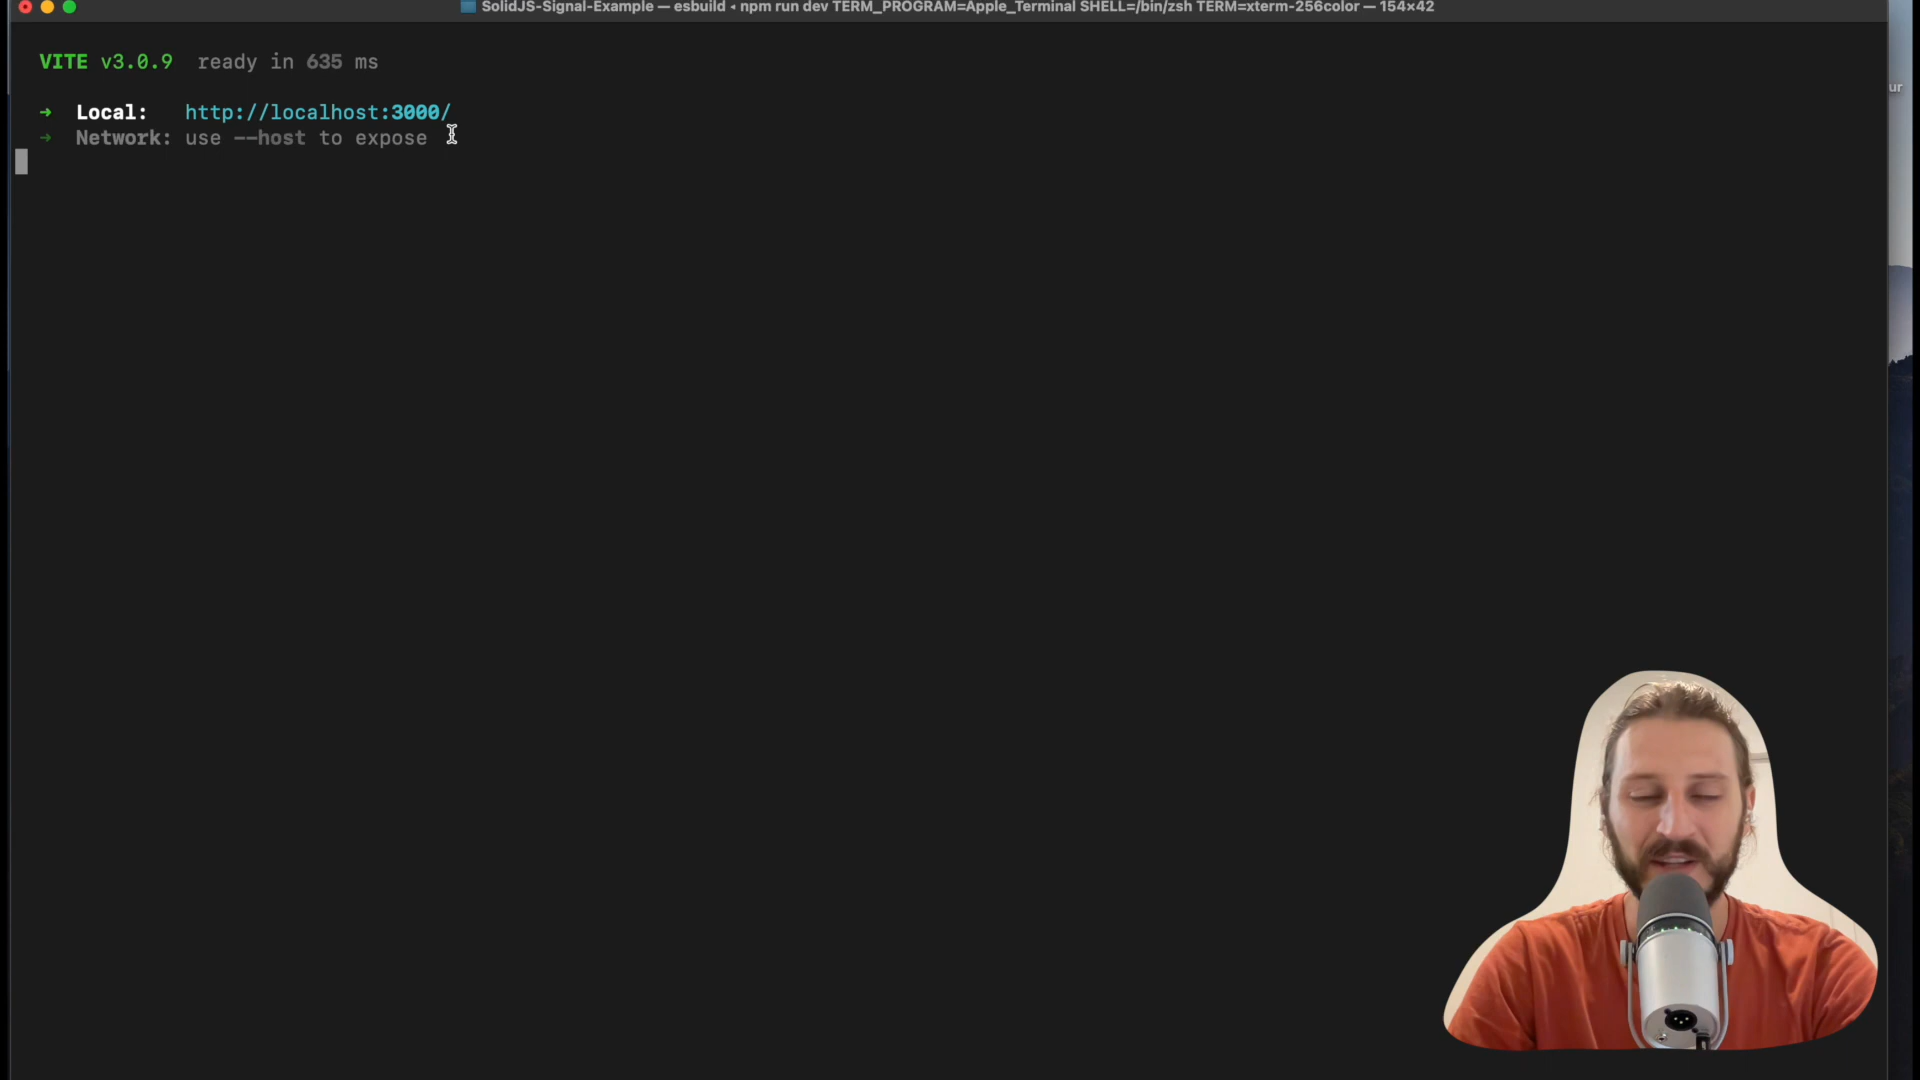 SolidJS-Signal-Example — esbuild ◂ npm run dev TERM_PROGRAM=Apple_Terminal SHELL=/bin/zsh TERM=xterm-256color — 154×42
VITE v3.0.9 ready in 635 ms
➜ Local: http://localhost:3000/
➜ Network: use --host to expose
ur